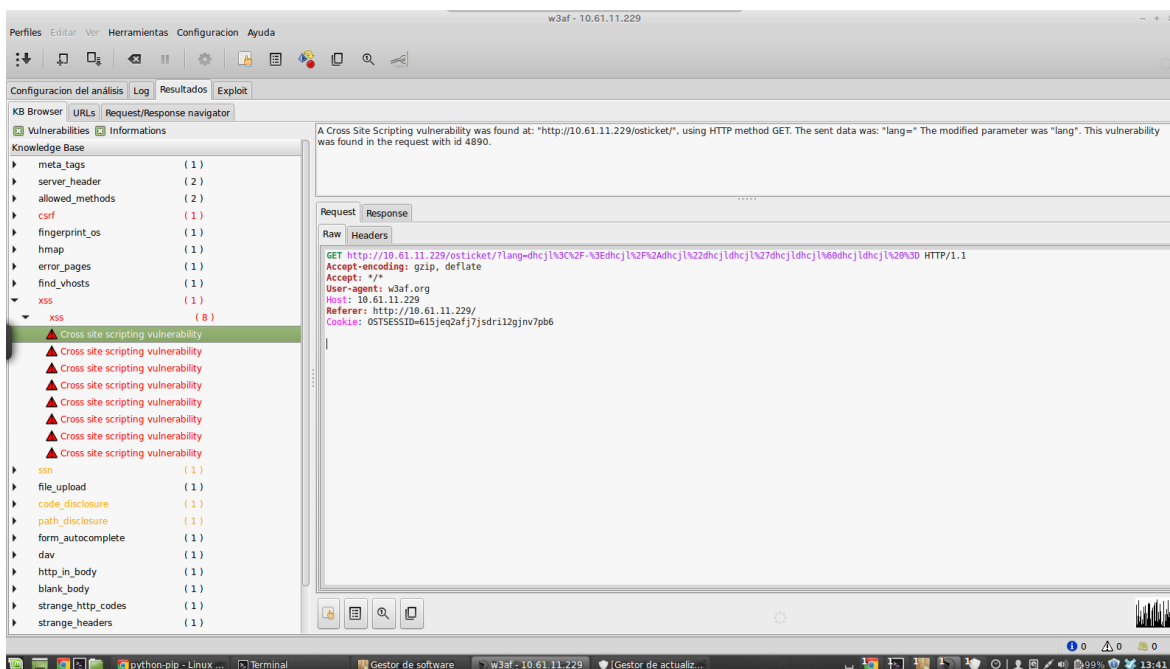 w3af - 10.61.11.229
Perfiles Editar Ver Herramientas Configuracion Ayuda
Configuracion del análisis Log Resultados Exploit
KB Browser URLs Request/Response navigator
Vulnerabilities Informations
Knowledge Base
meta_tags ( 1 )
server_header ( 2 )
allowed_methods ( 2 )
csrf ( 1 )
fingerprint_os ( 1 )
hmap ( 1 )
error_pages ( 1 )
find_vhosts ( 1 )
xss ( 1 )
xss ( 8 )
Cross site scripting vulnerability
Cross site scripting vulnerability
Cross site scripting vulnerability
Cross site scripting vulnerability
Cross site scripting vulnerability
Cross site scripting vulnerability
Cross site scripting vulnerability
Cross site scripting vulnerability
ssn ( 1 )
file_upload ( 1 )
code_disclosure ( 1 )
path_disclosure ( 1 )
form_autocomplete ( 1 )
dav ( 1 )
http_in_body ( 1 )
blank_body ( 1 )
strange_http_codes ( 1 )
strange_headers ( 1 )
A Cross Site Scripting vulnerability was found at: "http://10.61.11.229/osticket/", using HTTP method GET. The sent data was: "lang=" The modified parameter was "lang". This vulnerability
was found in the request with id 4890.
Request Response
Raw Headers
GET http://10.61.11.229/osticket/?lang=dhcjl%3C%2F-%3Edhcjl%2F%2Adhcjl%22dhcjldhcjl%27dhcjldhcjl%60dhcjldhcjl%20%3D HTTP/1.1
Accept-encoding: gzip, deflate
Accept: */*
User-agent: w3af.org
Host: 10.61.11.229
Referer: http://10.61.11.229/
Cookie: OSTSESSID=615jeq2afj7jsdri12gjnv7pb6
0 0 0
python-pip - Linux ... Terminal Gestor de software w3af - 10.61.11.229 [Gestor de actualiz... 99% 13:41